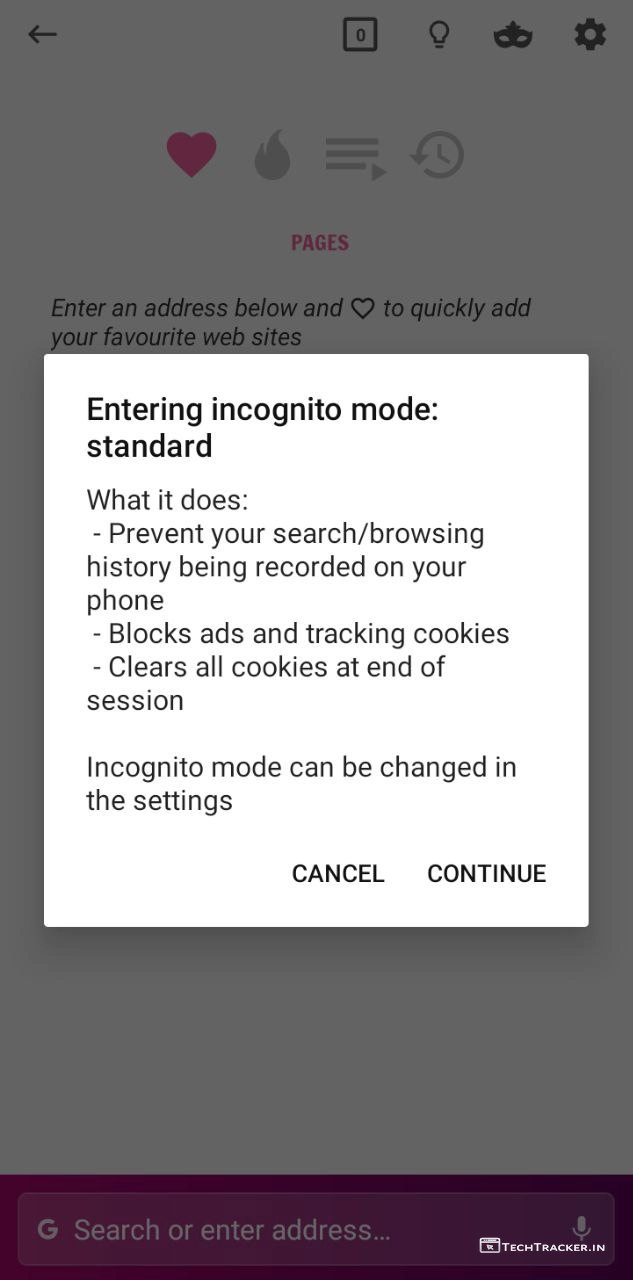 0
PAGES
Enter an address below and to quickly add
your favourite web sites
Entering incognito mode:
standard
What it does:
- Prevent your search/browsing
history being recorded on your
phone
- Blocks ads and tracking cookies
- Clears all cookies at end of
session
Incognito mode can be changed in
the settings
CANCEL CONTINUE
G Search or enter address...
TECHTRACKER.IN